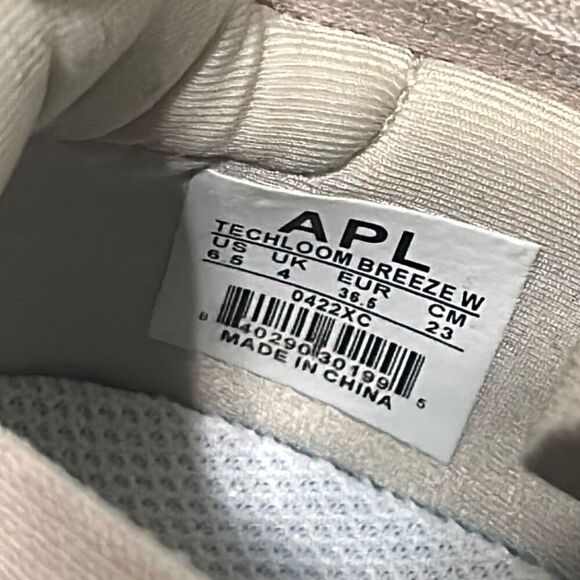 APL
TECHLOOM BREEZE W
US UK EUR CM
6.5 4 36.5 23
0422XC
8 40290 30199 5
MADE IN CHINA